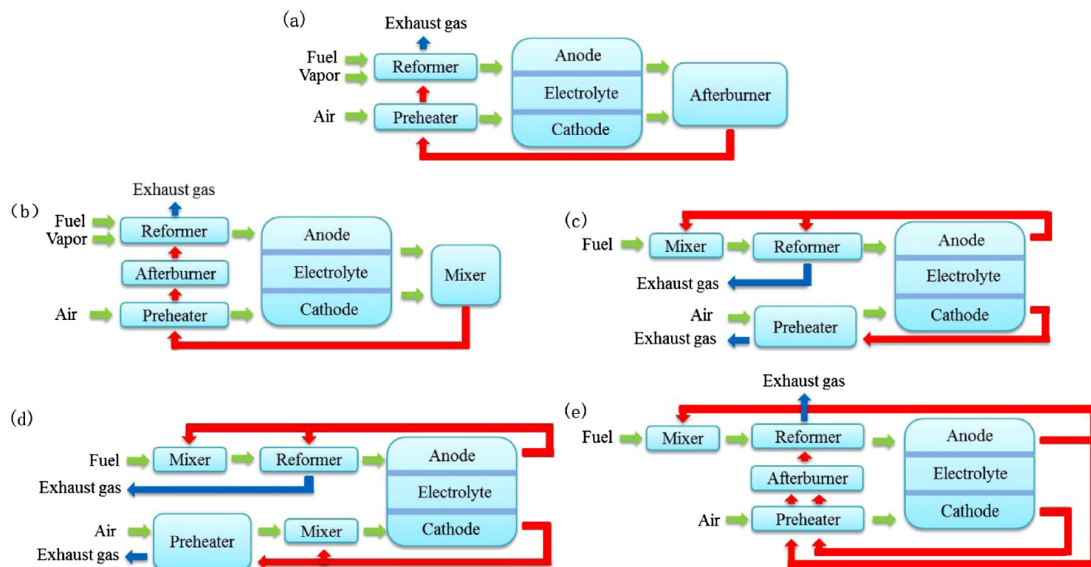 (a)
Exhaust gas
Fuel
Vapor
Reformer
Air
Preheater
Anode
Electrolyte
Cathode
Afterburner
(b)
Exhaust gas
Fuel
Vapor
Reformer
Afterburner
Air
Preheater
Anode
Electrolyte
Cathode
Mixer
(c)
Fuel
Mixer
Reformer
Exhaust gas
Air
Preheater
Exhaust gas
Anode
Electrolyte
Cathode
(d)
Fuel
Mixer
Reformer
Exhaust gas
Air
Preheater
Mixer
Exhaust gas
Anode
Electrolyte
Cathode
(e)
Exhaust gas
Fuel
Mixer
Reformer
Afterburner
Air
Preheater
Anode
Electrolyte
Cathode